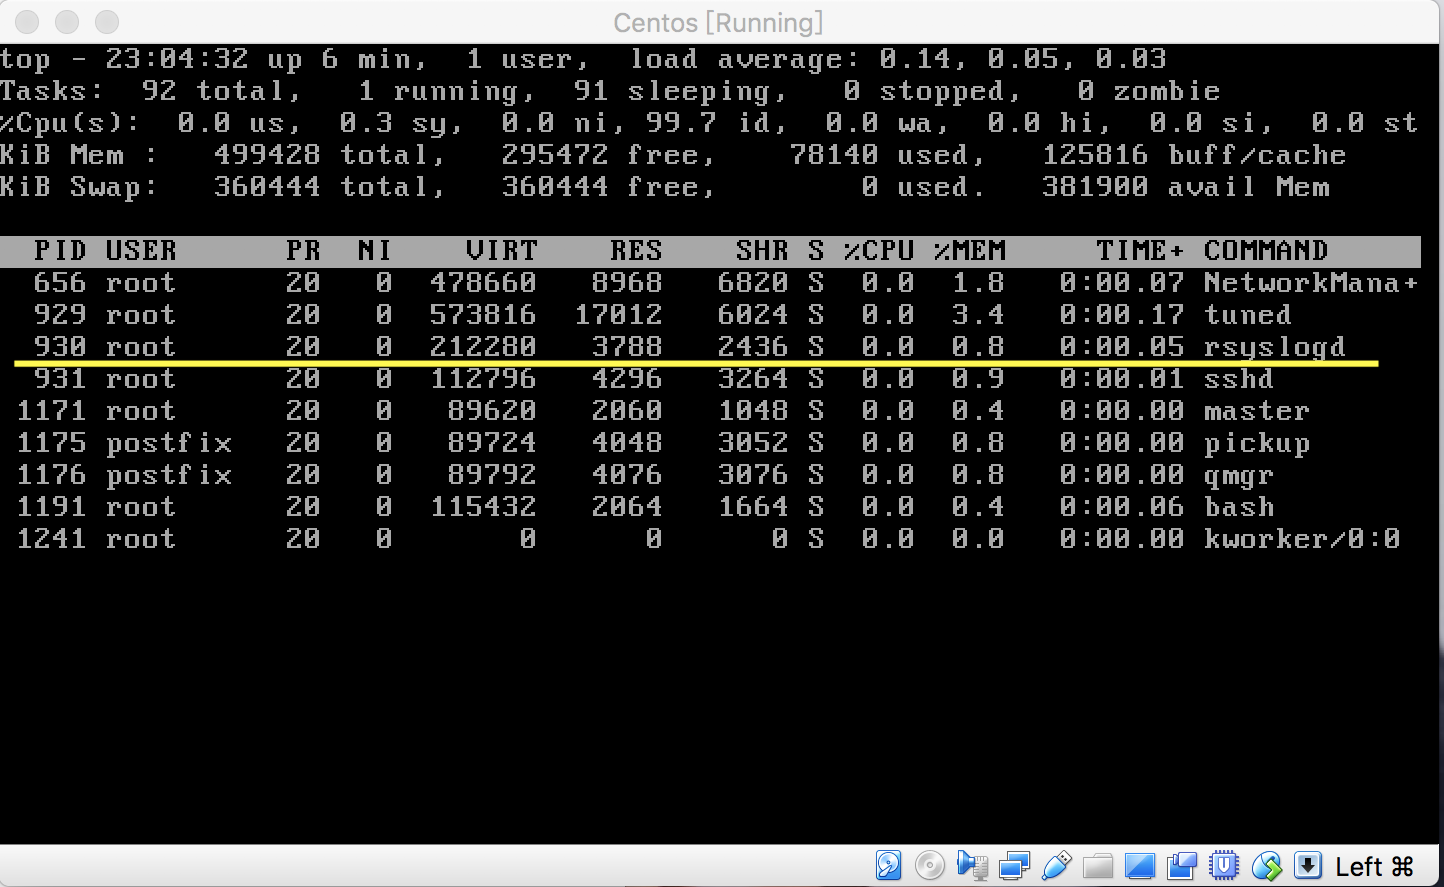 Centos [Running]
top - 23:04:32 up 6 min,  1 user,  load average: 0.14, 0.05, 0.03
Tasks:  92 total,   1 running,  91 sleeping,   0 stopped,   0 zombie
%Cpu(s):  0.0 us,  0.3 sy,  0.0 ni, 99.7 id,  0.0 wa,  0.0 hi,  0.0 si,  0.0 st
KiB Mem :   499428 total,   295472 free,    78140 used,   125816 buff/cache
KiB Swap:   360444 total,   360444 free,        0 used.   381900 avail Mem
PID USER      PR  NI    VIRT    RES    SHR S %CPU %MEM     TIME+ COMMAND
656 root      20   0  478660   8968   6820 S  0.0  1.8   0:00.07 NetworkMana+
929 root      20   0  573816  17012   6024 S  0.0  3.4   0:00.17 tuned
930 root      20   0  212280   3788   2436 S  0.0  0.8   0:00.05 rsyslogd
931 root      20   0  112796   4296   3264 S  0.0  0.9   0:00.01 sshd
1171 root      20   0   89620   2060   1048 S  0.0  0.4   0:00.00 master
1175 postfix   20   0   89724   4048   3052 S  0.0  0.8   0:00.00 pickup
1176 postfix   20   0   89792   4076   3076 S  0.0  0.8   0:00.00 qmgr
1191 root      20   0  115432   2064   1664 S  0.0  0.4   0:00.06 bash
1241 root      20   0       0      0      0 S  0.0  0.0   0:00.00 kworker/0:0
Left ⌘